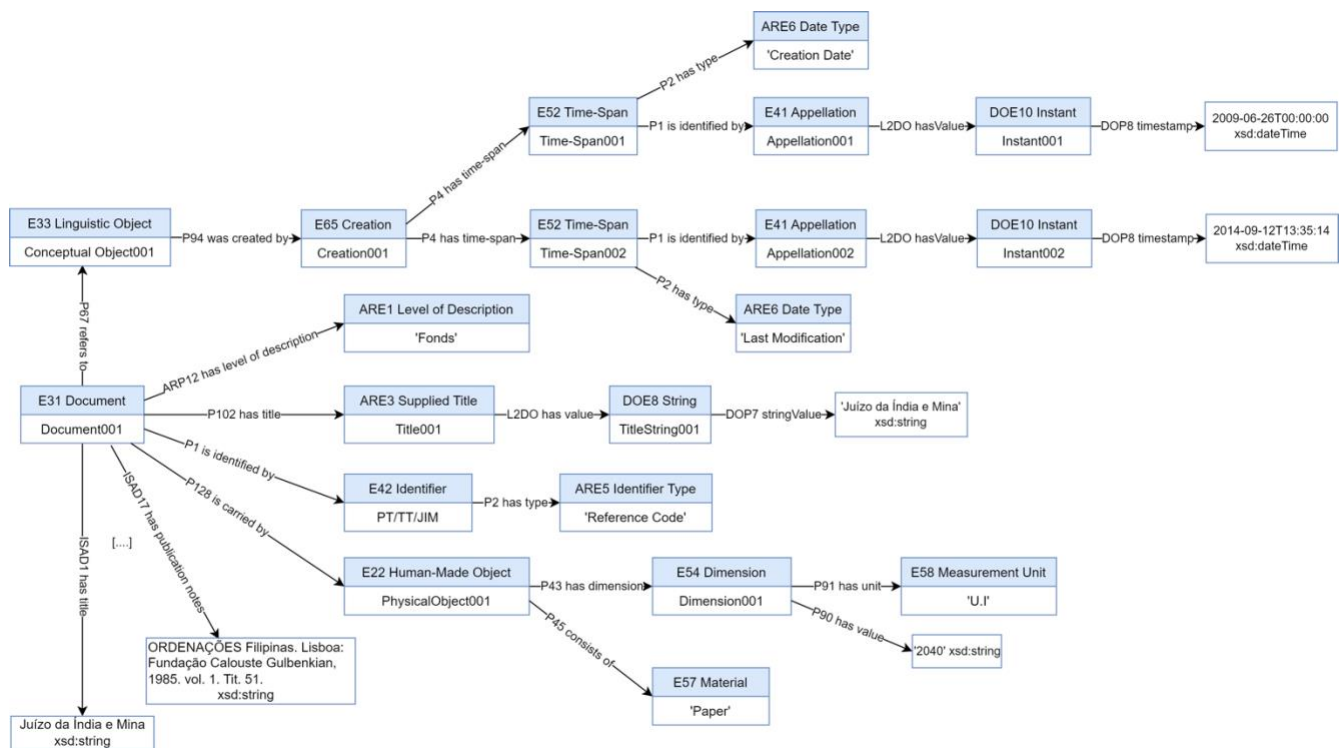 ARE6 Date Type
'Creation Date'
P2 has type
E52 Time-Span
Time-Span001
P1 is identified by
E41 Appellation
Appellation001
L2DO hasValue
DOE10 Instant
Instant001
DOP8 timestamp
2009-06-26T00:00:00
xsd:dateTime
P4 has time-span
E33 Linguistic Object
Conceptual Object001
P94 was created by
E65 Creation
Creation001
P4 has time-span
E52 Time-Span
Time-Span002
P1 is identified by
E41 Appellation
Appellation002
L2DO hasValue
DOE10 Instant
Instant002
DOP8 timestamp
2014-09-12T13:35:14
xsd:dateTime
P2 has type
ARE6 Date Type
'Last Modification'
P67 refers to
ARE1 Level of Description
'Fonds'
ARP12 has level of description
E31 Document
Document001
P102 has title
ARE3 Supplied Title
Title001
L2DO has value
DOE8 String
TitleString001
DOP7 stringValue
'Juízo da Índia e Mina'
xsd:string
P1 is identified by
E42 Identifier
PT/TT/JIM
P2 has type
ARE5 Identifier Type
'Reference Code'
P128 is carried by
E22 Human-Made Object
PhysicalObject001
P43 has dimension
E54 Dimension
Dimension001
P91 has unit
E58 Measurement Unit
'U.I'
P90 has value
'2040' xsd:string
P45 consists of
E57 Material
'Paper'
ISAD17 has publication notes
[....]
ISAD1 has title
ORDENAÇÕES Filipinas. Lisboa:
Fundação Calouste Gulbenkian,
1985. vol. 1. Tit. 51.
xsd:string
Juízo da Índia e Mina
xsd:string